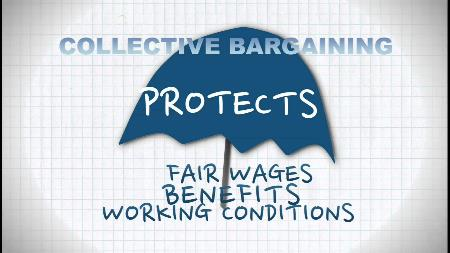 COLLECTIVE BARGAINING
PROTECTS
FAIR WAGES
BENEFITS
WORKING CONDITIONS